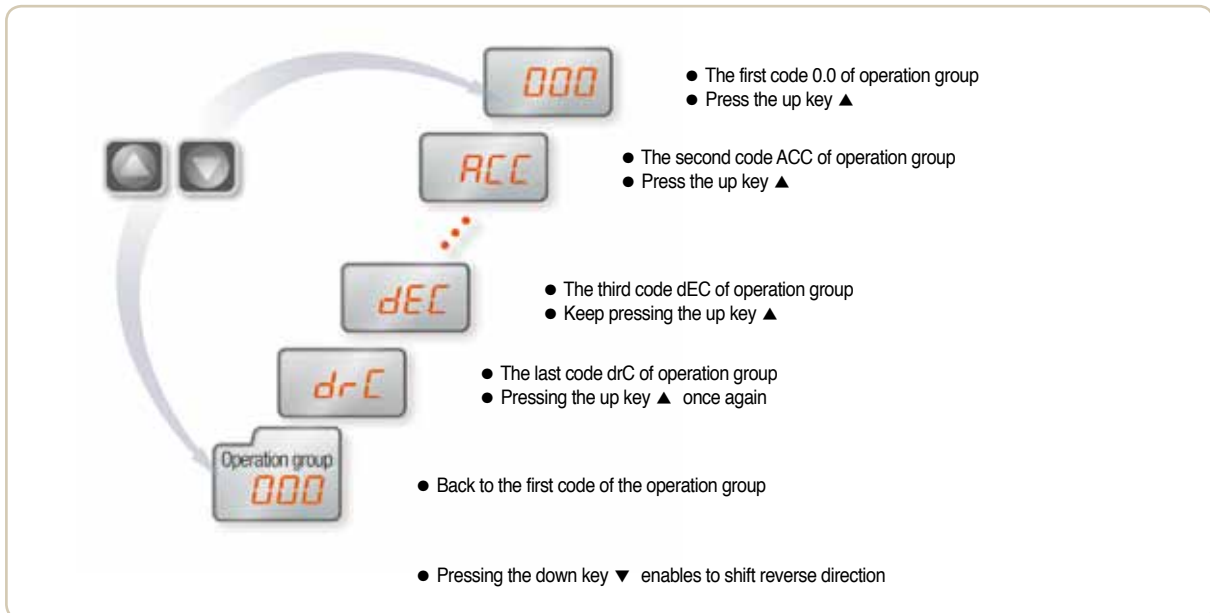 000
● The first code 0.0 of operation group
● Press the up key ▲
ACC
● The second code ACC of operation group
● Press the up key ▲
dEC
● The third code dEC of operation group
● Keep pressing the up key ▲
drC
● The last code drC of operation group
● Pressing the up key ▲ once again
Operation group
000
● Back to the first code of the operation group
● Pressing the down key ▼ enables to shift reverse direction